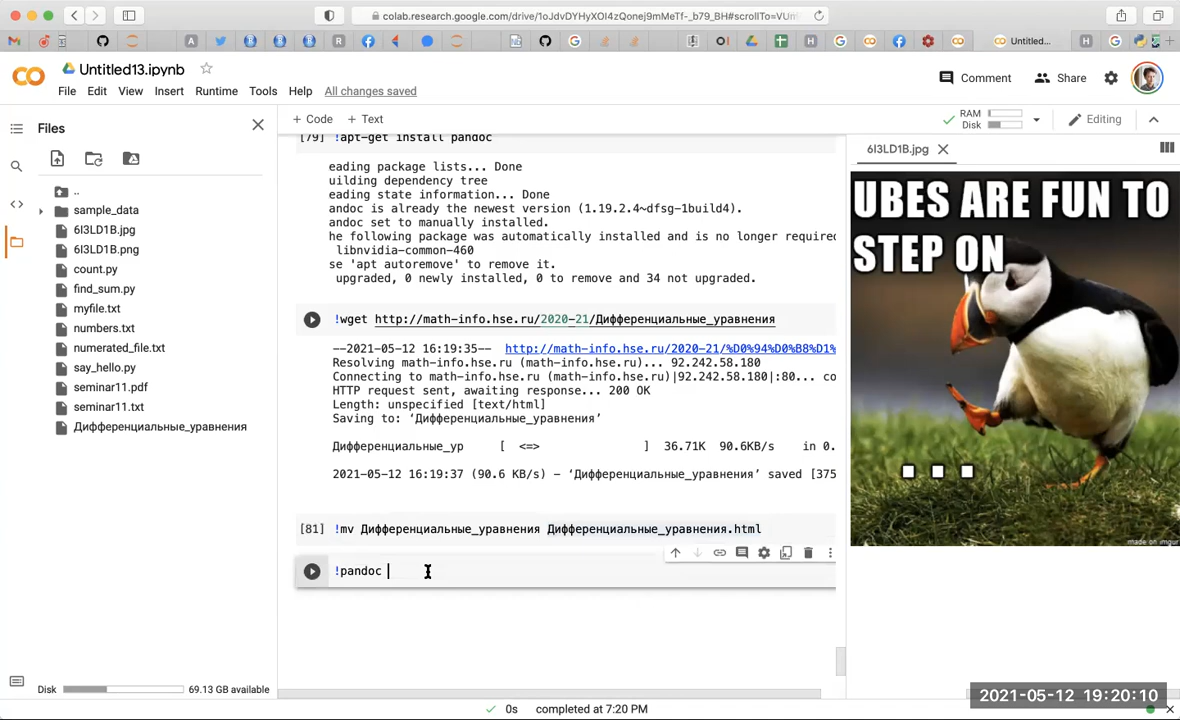 colab.research.google.com/drive/1oJdvDYHyXOI4zQonej9mMeTf-_b79_BH#scrollTo=VUm
Untitled...
Untitled13.ipynb
File Edit View Insert Runtime Tools Help All changes saved
Comment Share
Files
+ Code + Text
RAM
Disk
Editing
..
sample_data
6I3LD1B.jpg
6I3LD1B.png
count.py
find_sum.py
myfile.txt
numbers.txt
numerated_file.txt
say_hello.py
seminar11.pdf
seminar11.txt
Дифференциальные_уравнения
Disk 69.13 GB available
[79] !apt-get install pandoc
eading package lists... Done
uilding dependency tree
eading state information... Done
andoc is already the newest version (1.19.2.4~dfsg-1build4).
andoc set to manually installed.
he following package was automatically installed and is no longer require
libnvidia-common-460
se 'apt autoremove' to remove it.
upgraded, 0 newly installed, 0 to remove and 34 not upgraded.
!wget http://math-info.hse.ru/2020-21/Дифференциальные_уравнения
--2021-05-12 16:19:35-- http://math-info.hse.ru/2020-21/%D0%94%D0%B8%D1%
Resolving math-info.hse.ru (math-info.hse.ru)... 92.242.58.180
Connecting to math-info.hse.ru (math-info.hse.ru)|92.242.58.180|:80... co
HTTP request sent, awaiting response... 200 OK
Length: unspecified [text/html]
Saving to: ‘Дифференциальные_уравнения’
Дифференциальные_ур [ <=> ] 36.71K 90.6KB/s in 0.
2021-05-12 16:19:37 (90.6 KB/s) - ‘Дифференциальные_уравнения’ saved [375
[81] !mv Дифференциальные_уравнения Дифференциальные_уравнения.html
!pandoc
6I3LD1B.jpg
UBES ARE FUN TO
STEP ON
...
made on imgur
0s completed at 7:20 PM
2021-05-12 19:20:10